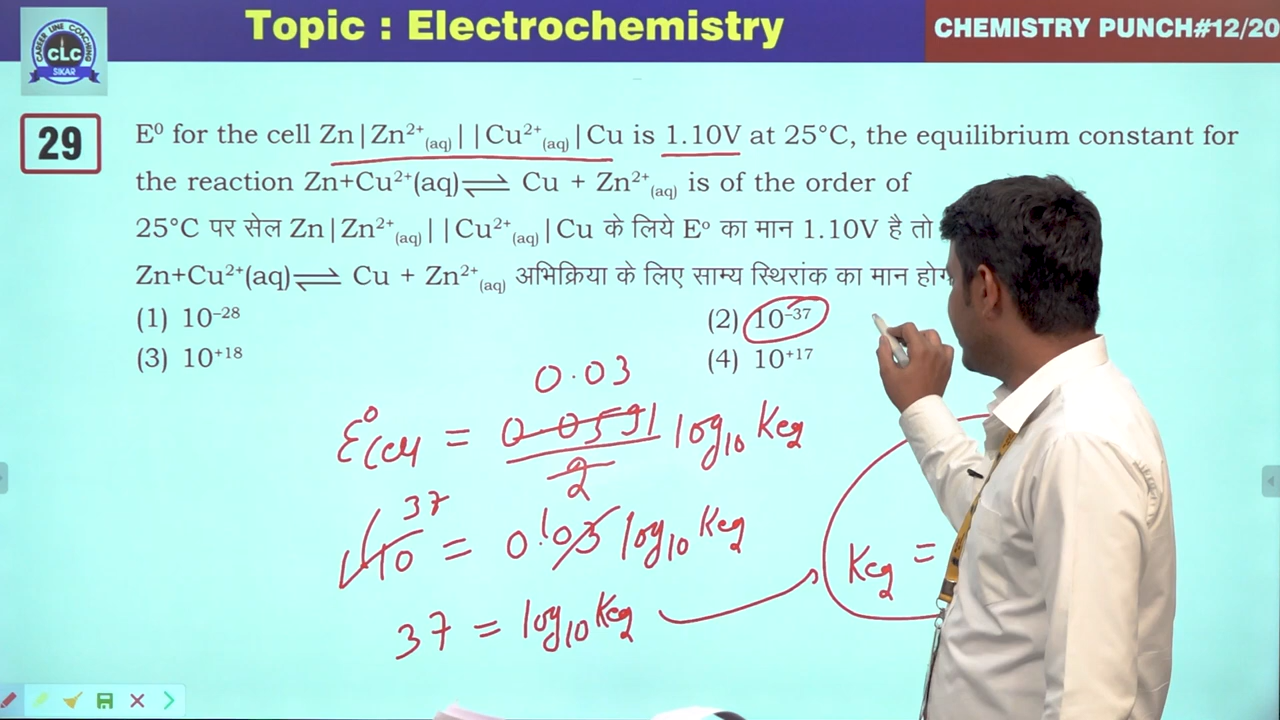 CAREER LINE COACHING
CLC
SIKAR
Topic : Electrochemistry
CHEMISTRY PUNCH#12/20
29
E⁰ for the cell Zn|Zn²⁺(aq)||Cu²⁺(aq)|Cu is 1.10V at 25°C, the equilibrium constant for
the reaction Zn+Cu²⁺(aq)⇌ Cu + Zn²⁺(aq) is of the order of
25°C पर सेल Zn|Zn²⁺(aq)||Cu²⁺(aq)|Cu के लिये E° का मान 1.10V है तो
Zn+Cu²⁺(aq)⇌ Cu + Zn²⁺(aq) अभिक्रिया के लिए साम्य स्थिरांक का मान
(1) 10⁻²⁸ (2) 10⁻³⁷
(3) 10⁺¹⁸ (4) 10⁺¹⁷
0.03
E⁰cell = 0.0591/2 log₁₀ Keq
37
1.10 = 0.03 log₁₀ Keq
37 = log₁₀ Keq
Keq =